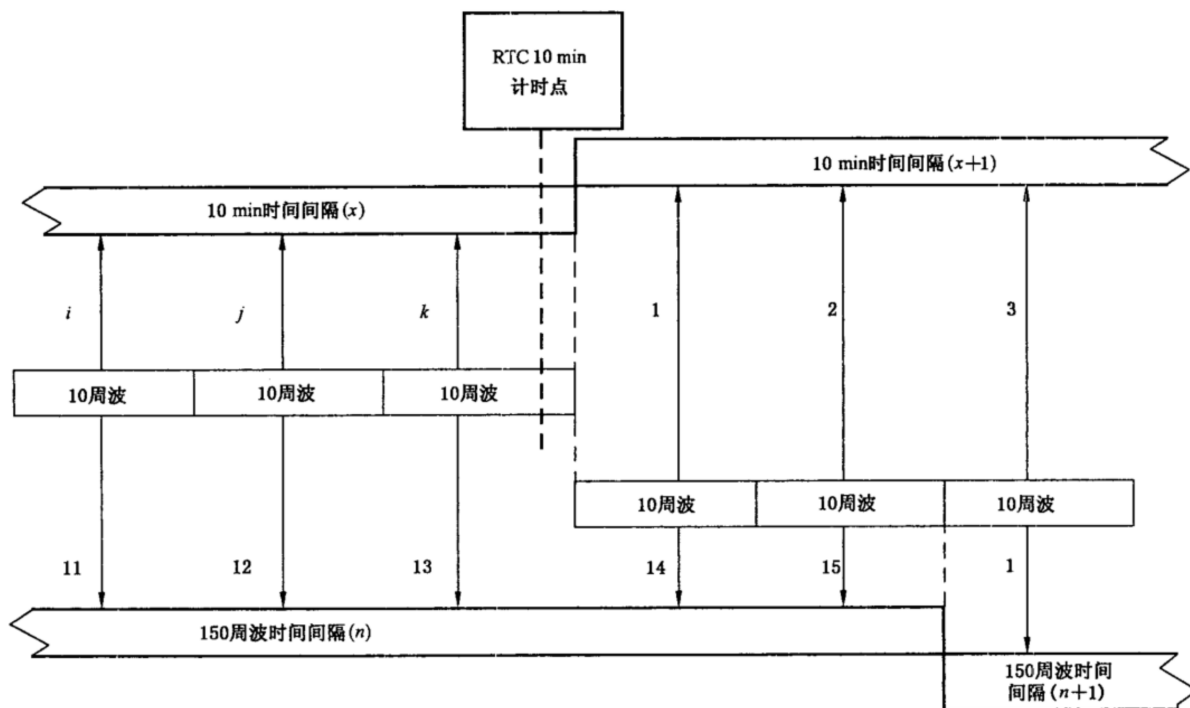 RTC 10 min
计时点
10 min时间间隔(x+1)
10 min时间间隔(x)
i
j
k
1
2
3
10周波
10周波
10周波
10周波
10周波
10周波
11
12
13
14
15
1
150周波时间间隔(n)
150周波时间
间隔(n+1)